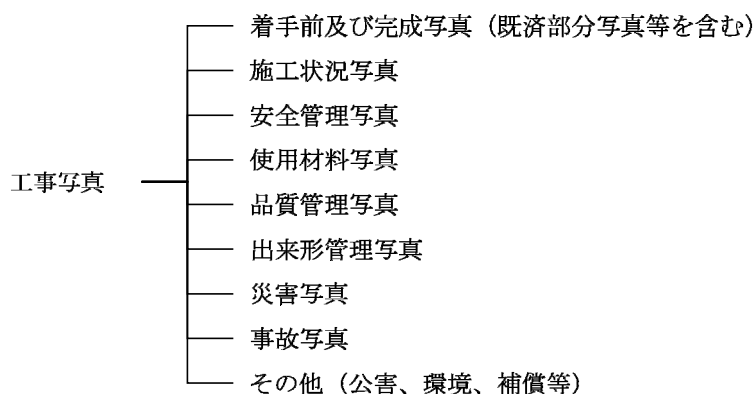 着手前及び完成写真（既済部分写真等を含む）
施工状況写真
安全管理写真
使用材料写真
工事写真
品質管理写真
出来形管理写真
災害写真
事故写真
その他（公害、環境、補償等）